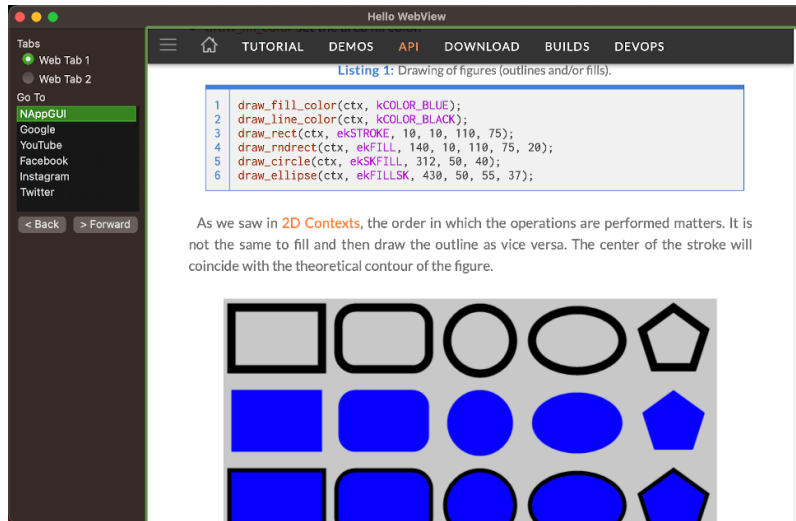 Hello WebView
Tabs
Web Tab 1
Web Tab 2
Go To
NAppGUI
Google
YouTube
Facebook
Instagram
Twitter
< Back > Forward
TUTORIAL DEMOS API DOWNLOAD BUILDS DEVOPS
Listing 1: Drawing of figures (outlines and/or fills).
1 draw_fill_color(ctx, kCOLOR_BLUE);
2 draw_line_color(ctx, kCOLOR_BLACK);
3 draw_rect(ctx, ekSTROKE, 10, 10, 110, 75);
4 draw_rndrect(ctx, ekFILL, 140, 10, 110, 75, 20);
5 draw_circle(ctx, ekSKFILL, 312, 50, 40);
6 draw_ellipse(ctx, ekFILLSK, 430, 50, 55, 37);
As we saw in 2D Contexts, the order in which the operations are performed matters. It is
not the same to fill and then draw the outline as vice versa. The center of the stroke will
coincide with the theoretical contour of the figure.